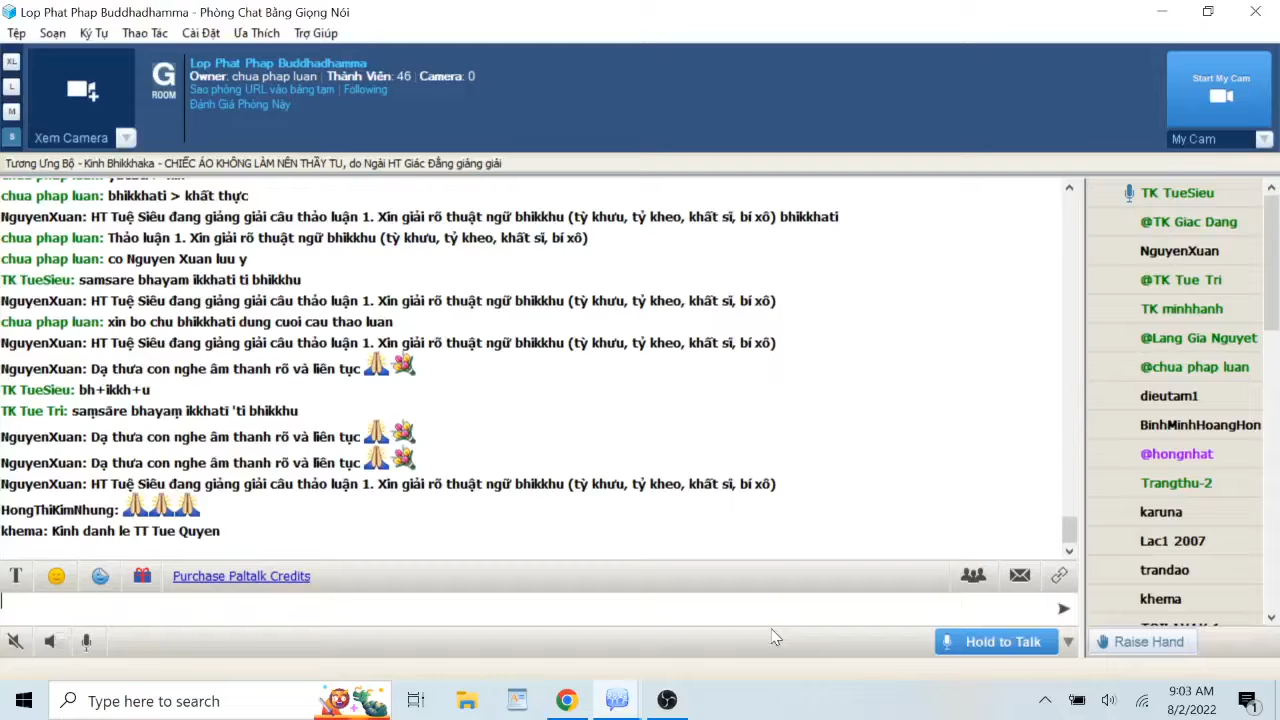 Lop Phat Phap Buddhadhamma - Phòng Chat Bằng Giọng Nói
Tệp Soạn Ký Tự Thao Tác Cài Đặt Ưa Thích Trợ Giúp
XL
L
M
S
Xem Camera
G
ROOM
Lop Phat Phap Buddhadhamma
Owner: chua phap luan | Thành Viên: 46 | Camera: 0
Sao phòng URL vào bảng tạm | Following
Đánh Giá Phòng Này
Start My Cam
My Cam
Tương Ưng Bộ - Kinh Bhikkhaka - CHIẾC ÁO KHÔNG LÀM NÊN THẦY TU, do Ngài HT Giác Đẳng giảng giải
chua phap luan: bhikkhati > khất thực
NguyenXuan: HT Tuệ Siêu đang giảng giải câu thảo luận 1. Xin giải rõ thuật ngữ bhikkhu (tỳ khưu, tỷ kheo, khất sĩ, bí xô) bhikkhati
chua phap luan: Thảo luận 1. Xin giải rõ thuật ngữ bhikkhu (tỳ khưu, tỷ kheo, khất sĩ, bí xô)
chua phap luan: co Nguyen Xuan luu y
TK TueSieu: samsare bhayam ikkhati ti bhikkhu
NguyenXuan: HT Tuệ Siêu đang giảng giải câu thảo luận 1. Xin giải rõ thuật ngữ bhikkhu (tỳ khưu, tỷ kheo, khất sĩ, bí xô)
chua phap luan: xin bo chu bhikkhati dung cuoi cau thao luan
NguyenXuan: HT Tuệ Siêu đang giảng giải câu thảo luận 1. Xin giải rõ thuật ngữ bhikkhu (tỳ khưu, tỷ kheo, khất sĩ, bí xô)
NguyenXuan: Dạ thưa con nghe âm thanh rõ và liên tục 🙏💐
TK TueSieu: bh+ikkh+u
TK Tue Tri: saṃsāre bhayaṃ ikkhatī 'ti bhikkhu
NguyenXuan: Dạ thưa con nghe âm thanh rõ và liên tục 🙏💐
NguyenXuan: Dạ thưa con nghe âm thanh rõ và liên tục 🙏💐
NguyenXuan: HT Tuệ Siêu đang giảng giải câu thảo luận 1. Xin giải rõ thuật ngữ bhikkhu (tỳ khưu, tỷ kheo, khất sĩ, bí xô)
HongThiKimNhung: 🙏🙏🙏
khema: Kinh danh le TT Tue Quyen
TK TueSieu
@TK Giac Dang
NguyenXuan
@TK Tue Tri
TK minhhanh
@Lang Gia Nguyet
@chua phap luan
dieutam1
BinhMinhHoangHon
@hongnhat
Trangthu-2
karuna
Lac1 2007
trandao
khema
T Purchase Paltalk Credits
Hold to Talk
Raise Hand
Type here to search
9:03 AM
8/2/2022
1